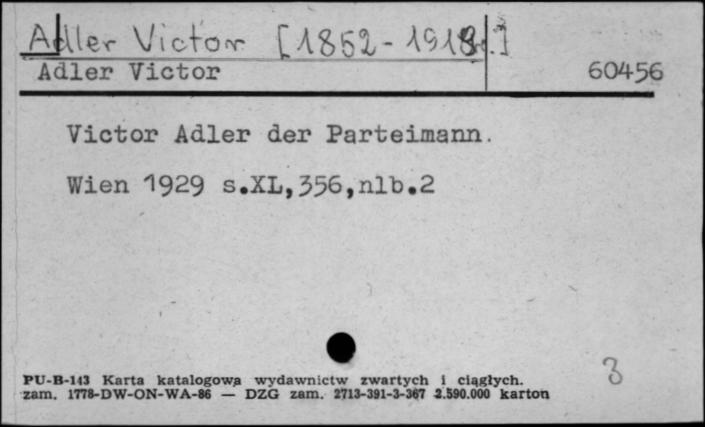 Adler Victor [1852-1918r.]
Adler Victor 60456
Victor Adler der Parteimann.
Wien 1929 s.XL,356,nlb.2
3
PU-B-143 Karta katalogowa wydawnictw zwartych i ciągłych.
zam. 1778-DW-ON-WA-86 — DZG zam. 2713-391-3-367 2.590.000 karton